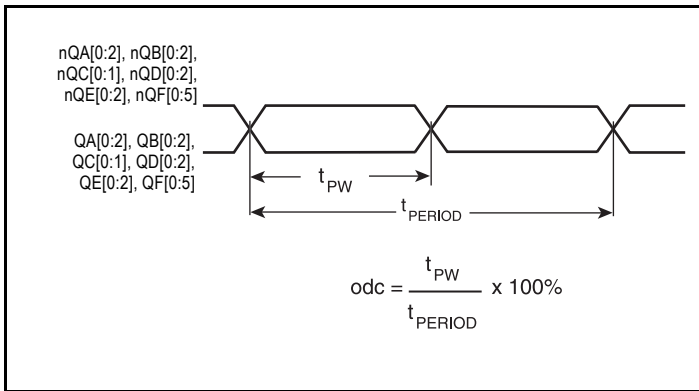 nQA[0:2], nQB[0:2],
nQC[0:1], nQD[0:2],
nQE[0:2], nQF[0:5]
QA[0:2], QB[0:2],
QC[0:1], QD[0:2],
QE[0:2], QF[0:5]
tPW
tPERIOD
odc = tPW / tPERIOD x 100%